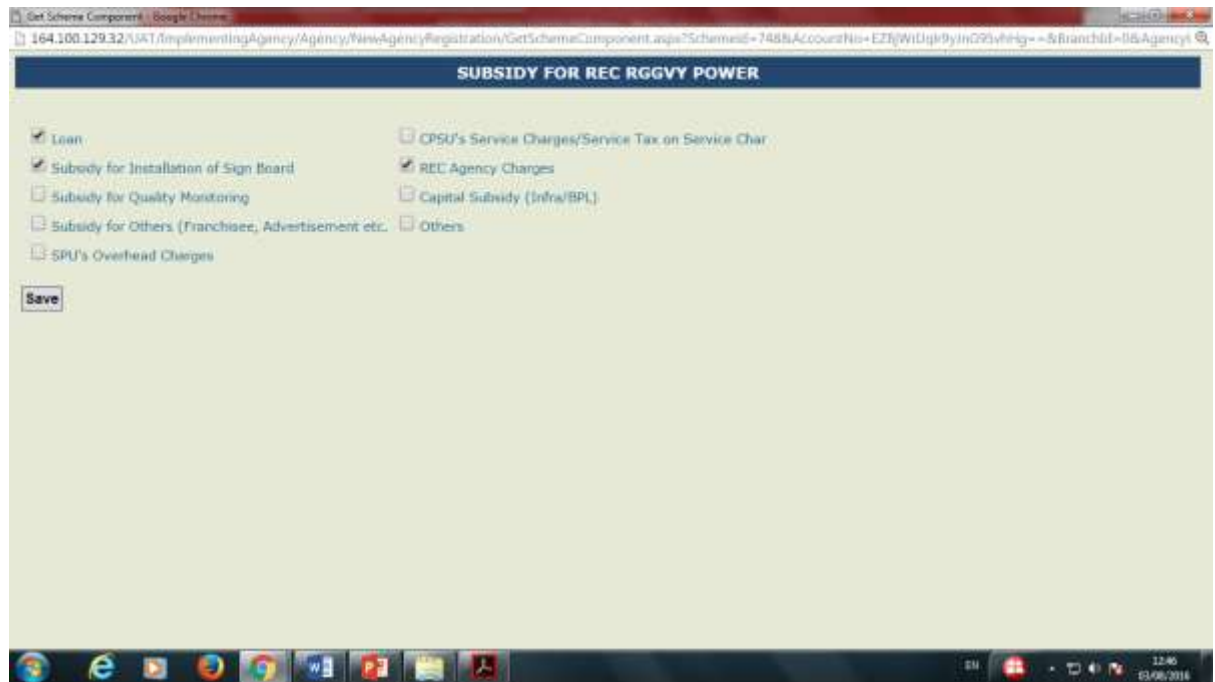 Get Scheme Component - Google Chrome
164.100.129.32/UAT/ImplementingAgency/Agency/NewAgencyRegistration/GetSchemeComponent.aspx?SchemeId=748&AccountNo=
SUBSIDY FOR REC RGGVY POWER
Loan
CPSU's Service Charges/Service Tax on Service Char
Subsidy for Installation of Sign Board
REC Agency Charges
Subsidy for Quality Monitoring
Capital Subsidy (Infra/BPL)
Subsidy for Others (Franchisee, Advertisement etc.
Others
SPU's Overhead Charges
Save
EN
12:46
03/08/2016